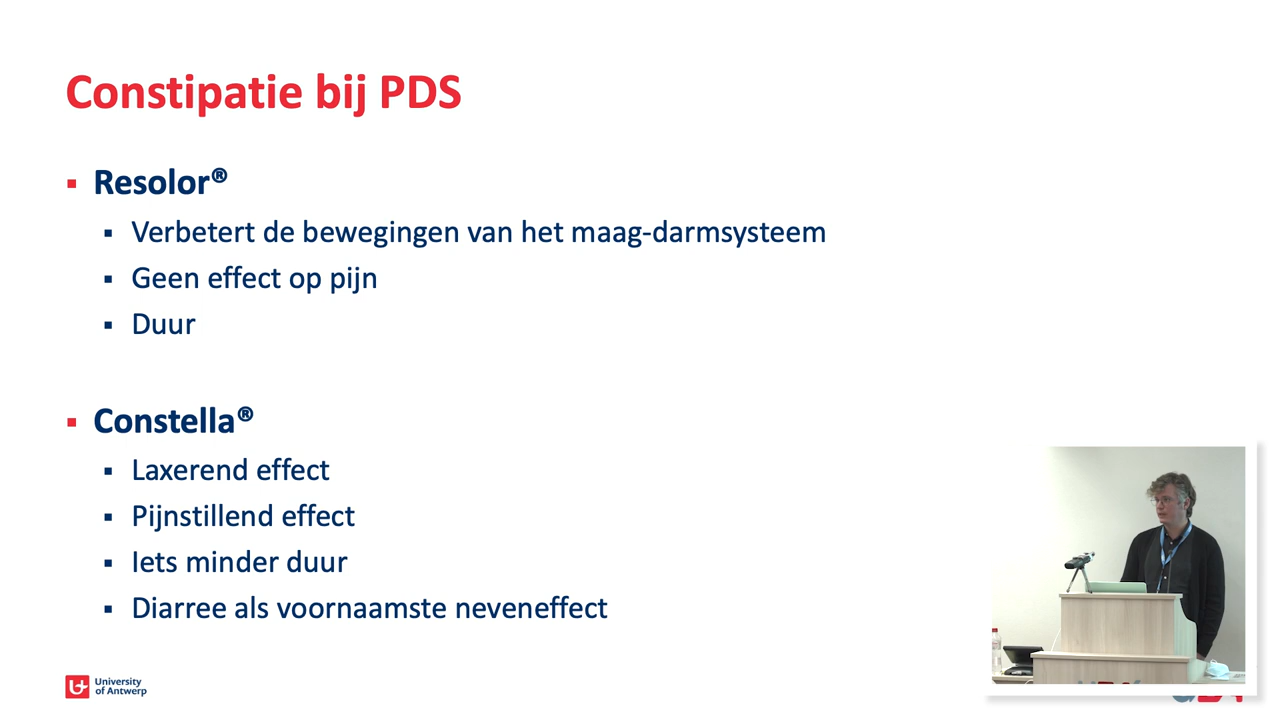 Constipatie bij PDS
Resolor®
Verbetert de bewegingen van het maag-darmsysteem
Geen effect op pijn
Duur
Constella®
Laxerend effect
Pijnstillend effect
Iets minder duur
Diarree als voornaamste neveneffect
University
of Antwerp